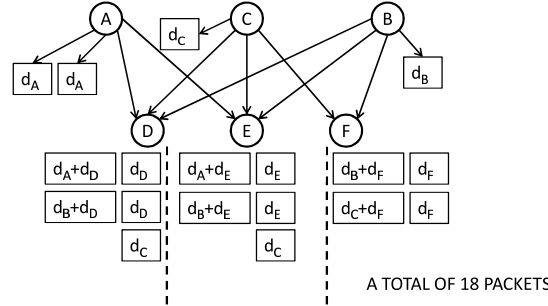 A C B
d_C
d_A d_A d_B
D E F
d_A+d_D d_D d_A+d_E d_E d_B+d_F d_F
d_B+d_D d_D d_B+d_E d_E d_C+d_F d_F
d_C d_C
A TOTAL OF 18 PACKETS